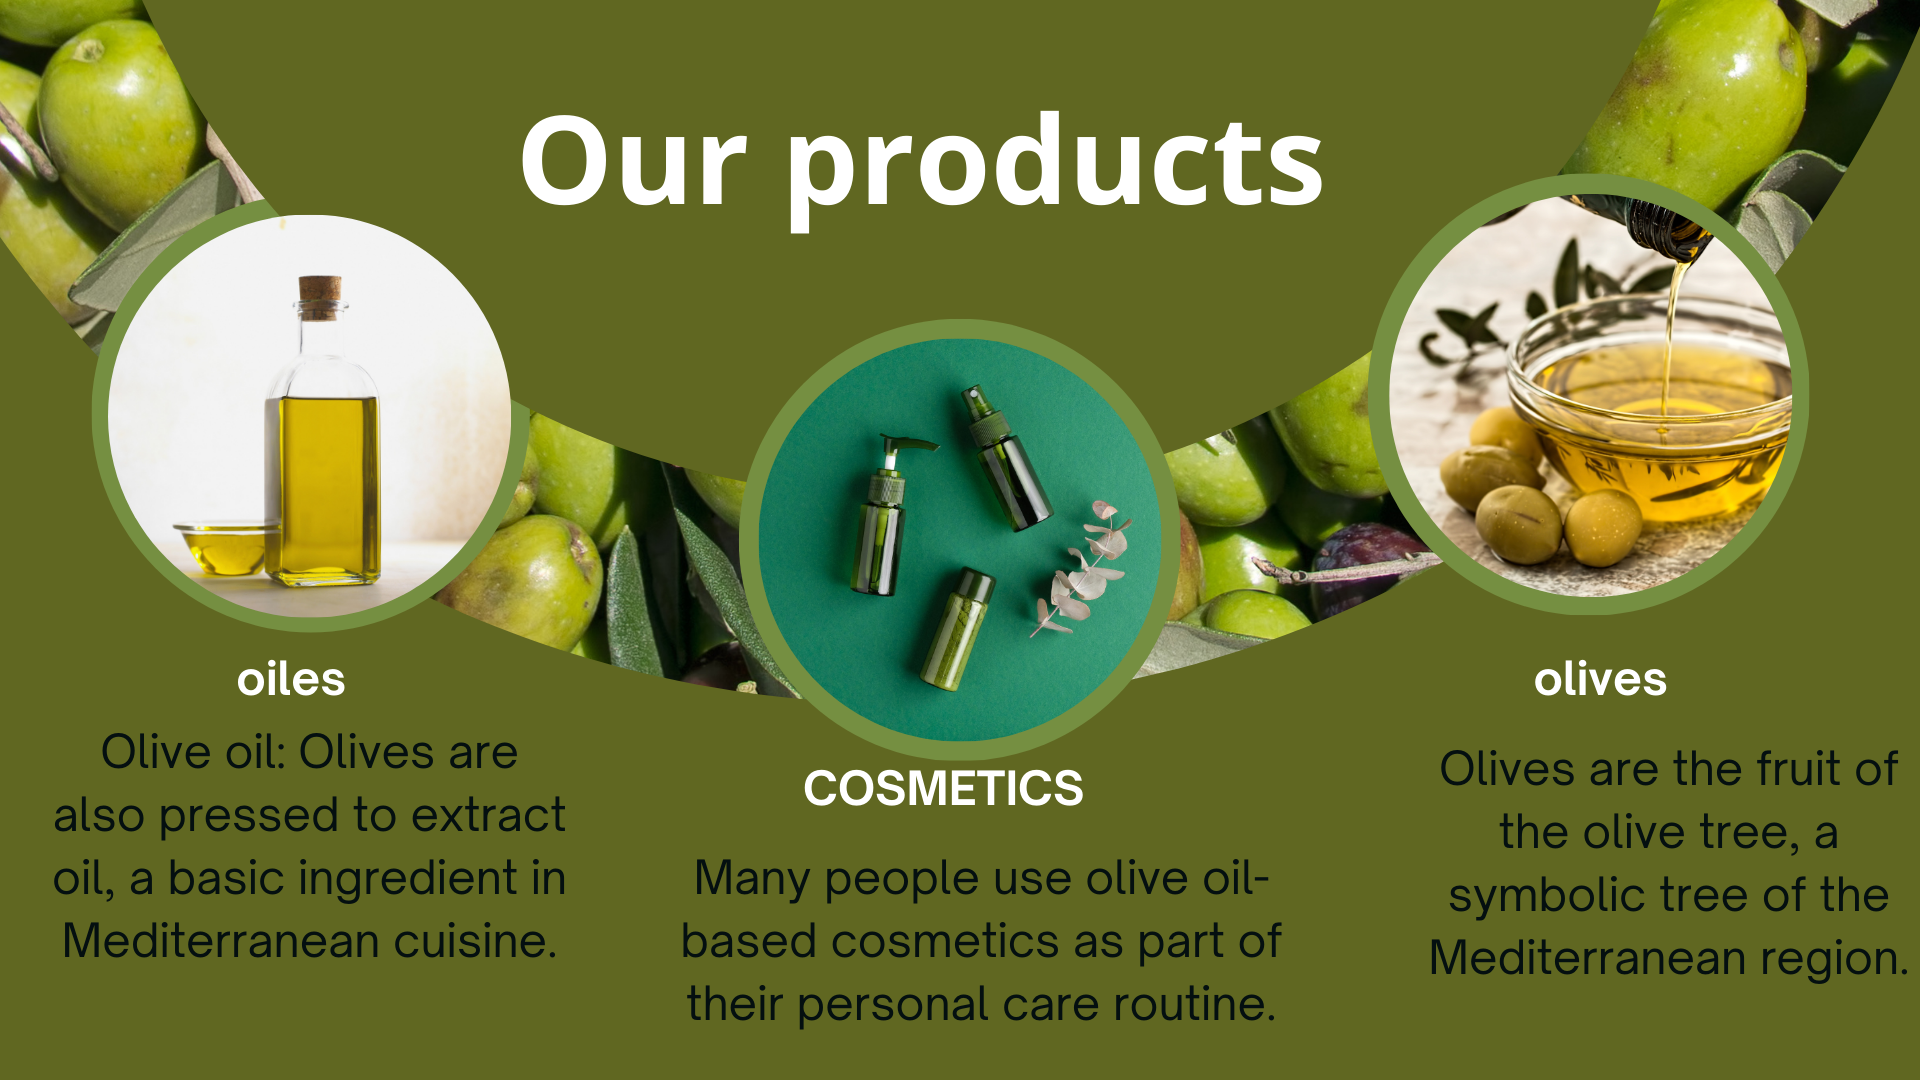 Our products
oiles
Olive oil: Olives are
also pressed to extract
oil, a basic ingredient in
Mediterranean cuisine.
COSMETICS
Many people use olive oil-
based cosmetics as part of
their personal care routine.
olives
Olives are the fruit of
the olive tree, a
symbolic tree of the
Mediterranean region.